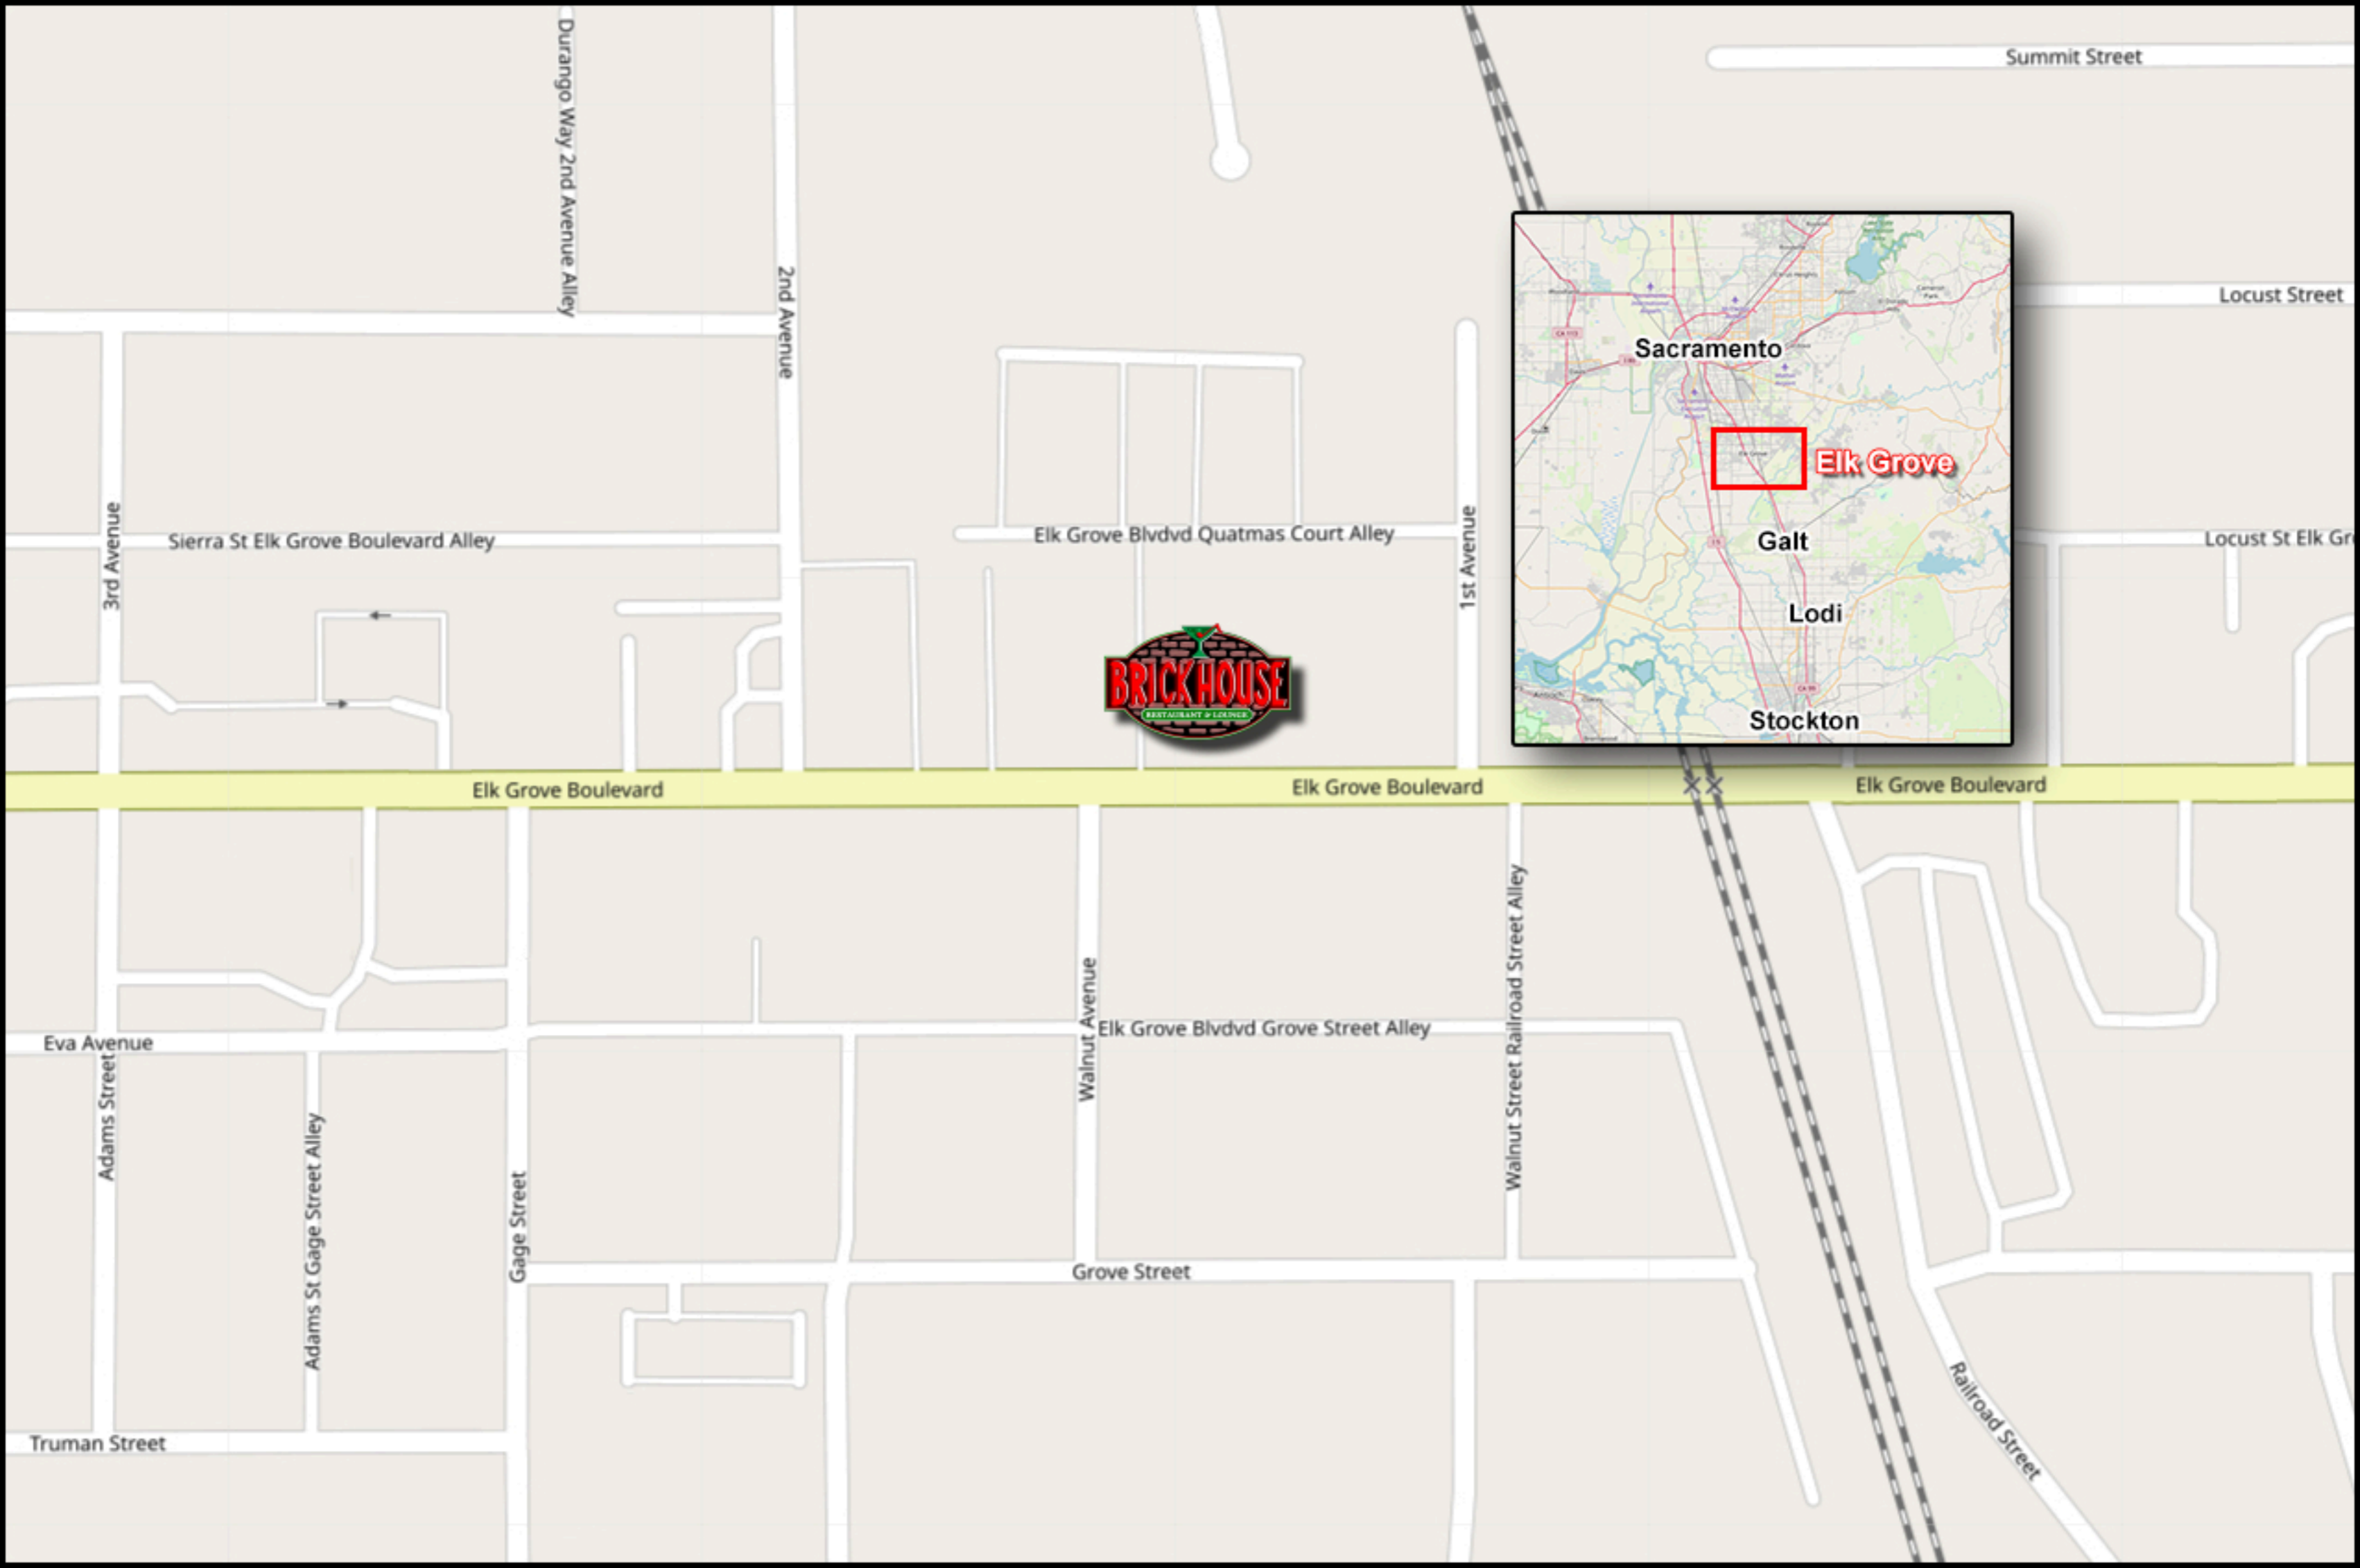 Summit Street
Durango Way 2nd Avenue Alley
2nd Avenue
Locust Street
Sacramento
Elk Grove
Galt
Lodi
Stockton
CA 113
CA 99
3rd Avenue
Sierra St Elk Grove Boulevard Alley
Elk Grove Blvdvd Quatmas Court Alley
1st Avenue
Locust St Elk Gr
BRICKHOUSE
RESTAURANT & LOUNGE
Elk Grove Boulevard
Elk Grove Boulevard
Elk Grove Boulevard
Eva Avenue
Adams Street
Adams St Gage Street Alley
Gage Street
Walnut Avenue
Elk Grove Blvdvd Grove Street Alley
Walnut Street Railroad Street Alley
Grove Street
Truman Street
Railroad Street